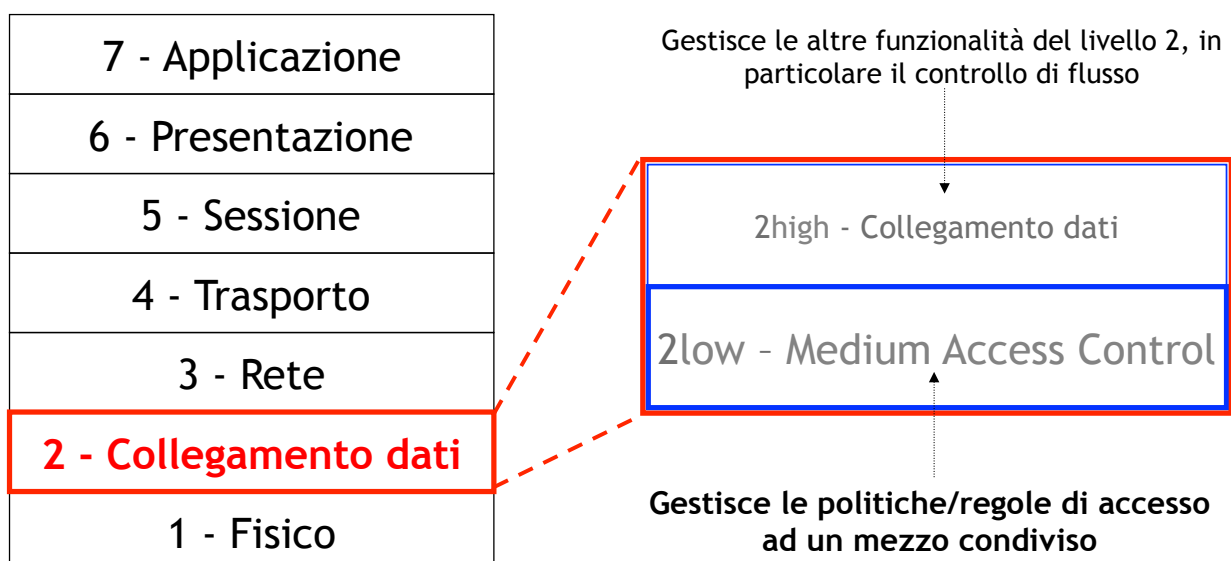 7 - Applicazione
6 - Presentazione
5 - Sessione
4 - Trasporto
3 - Rete
2 - Collegamento dati
1 - Fisico
Gestisce le altre funzionalità del livello 2, in
particolare il controllo di flusso
2high - Collegamento dati
2low – Medium Access Control
Gestisce le politiche/regole di accesso
ad un mezzo condiviso